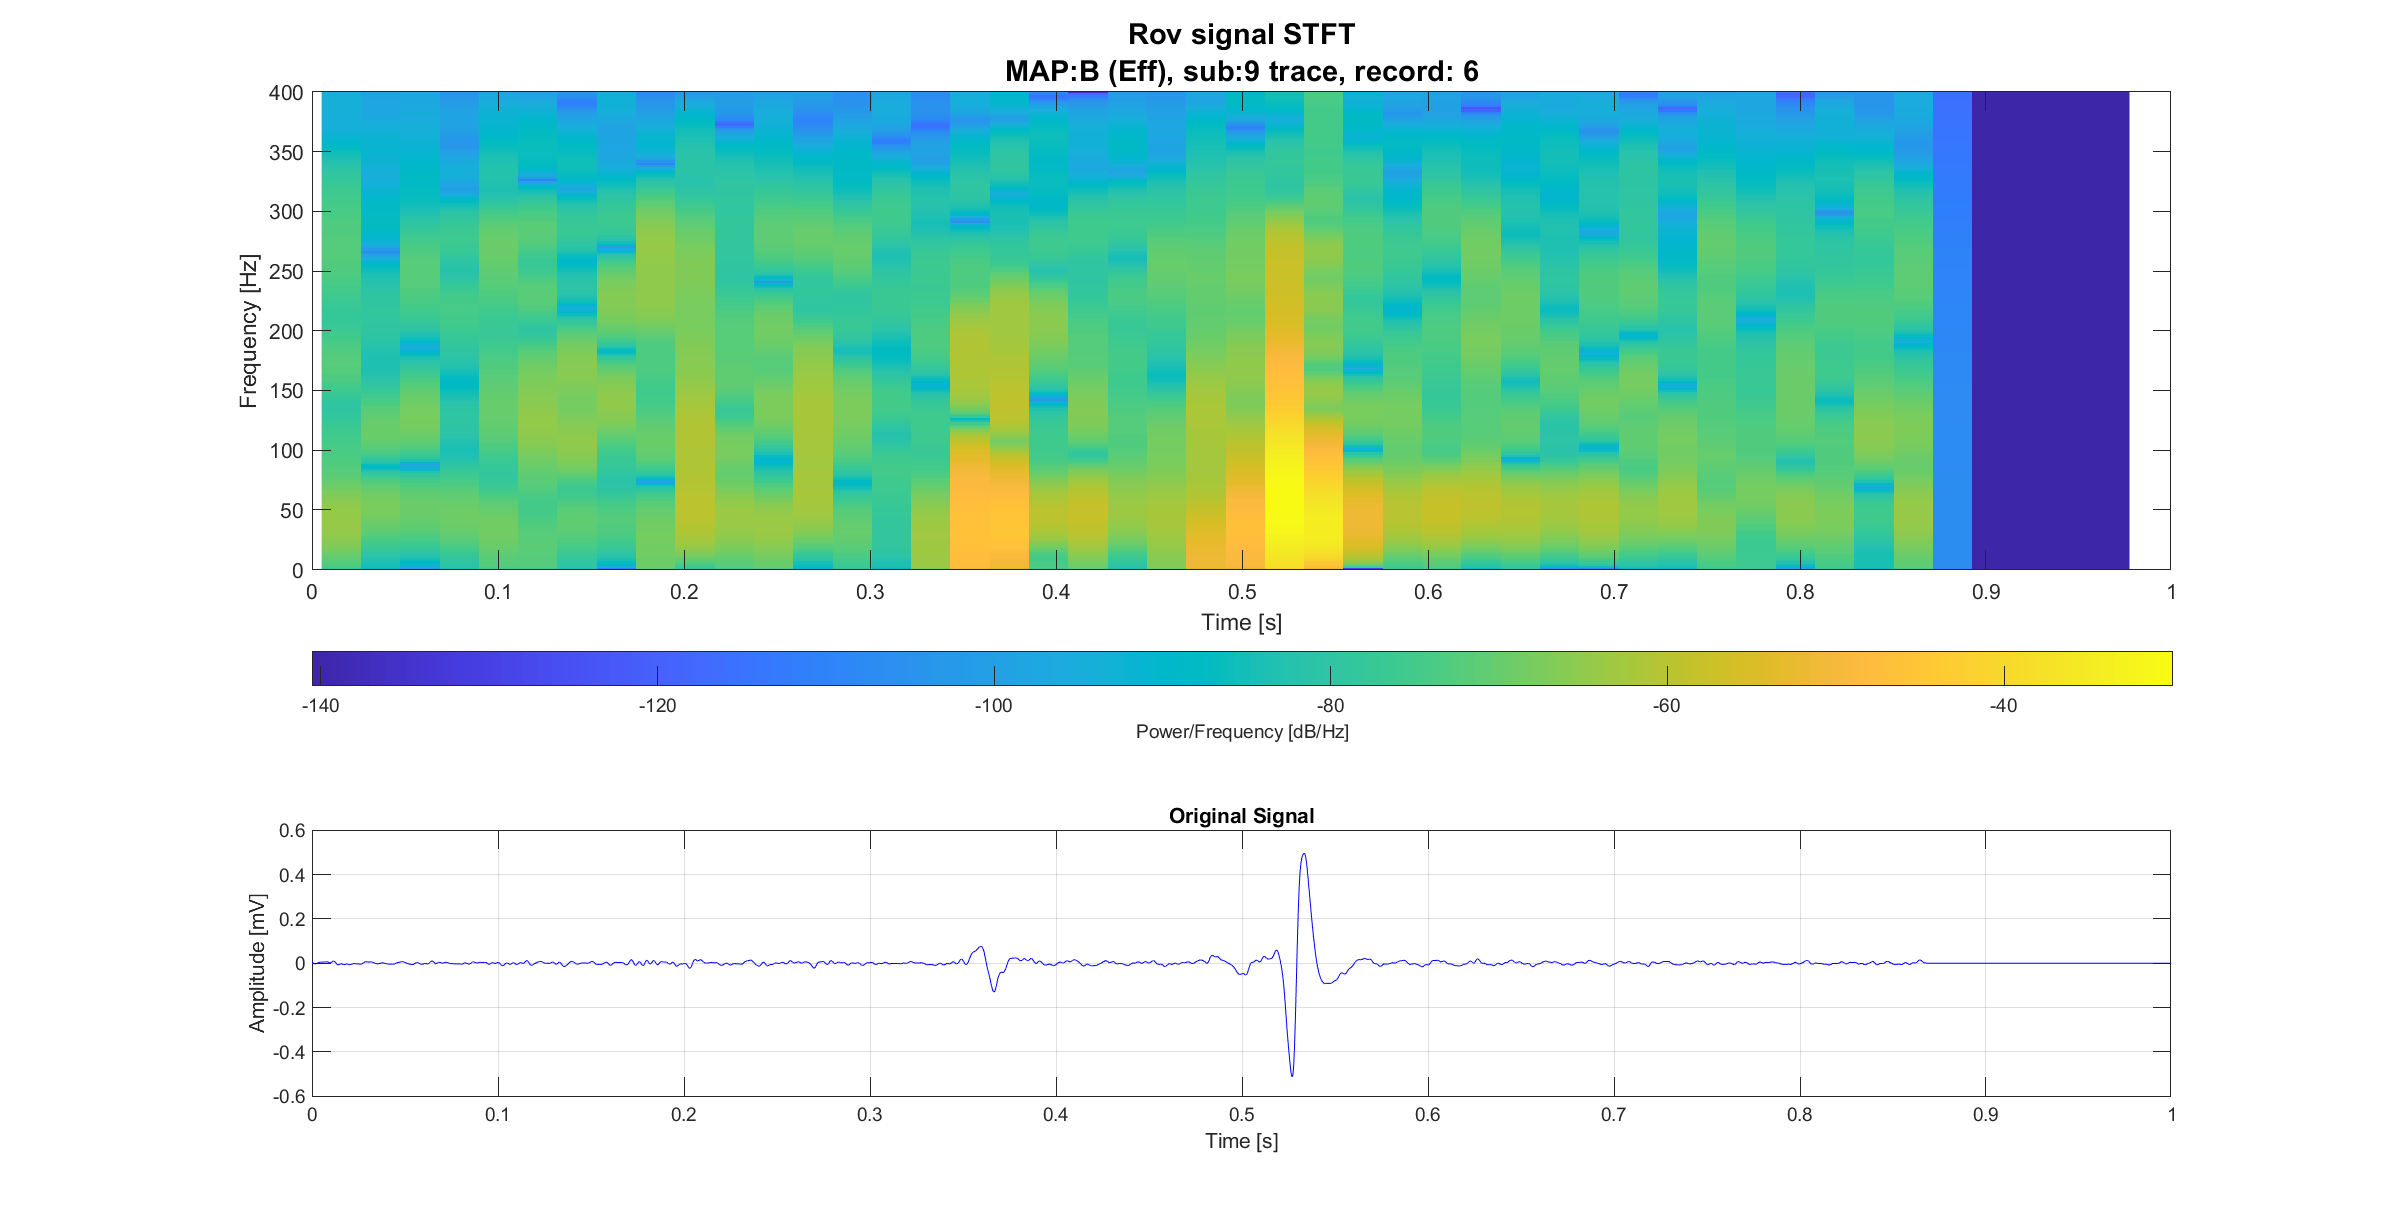 Rov signal STFT
MAP:B (Eff), sub:9 trace, record: 6
400
350
300
250
200
150
100
50
0
Frequency [Hz]
0 0.1 0.2 0.3 0.4 0.5 0.6 0.7 0.8 0.9 1
Time [s]
-140 -120 -100 -80 -60 -40
Power/Frequency [dB/Hz]
Original Signal
0.6
0.4
0.2
0
-0.2
-0.4
-0.6
Amplitude [mV]
0 0.1 0.2 0.3 0.4 0.5 0.6 0.7 0.8 0.9 1
Time [s]